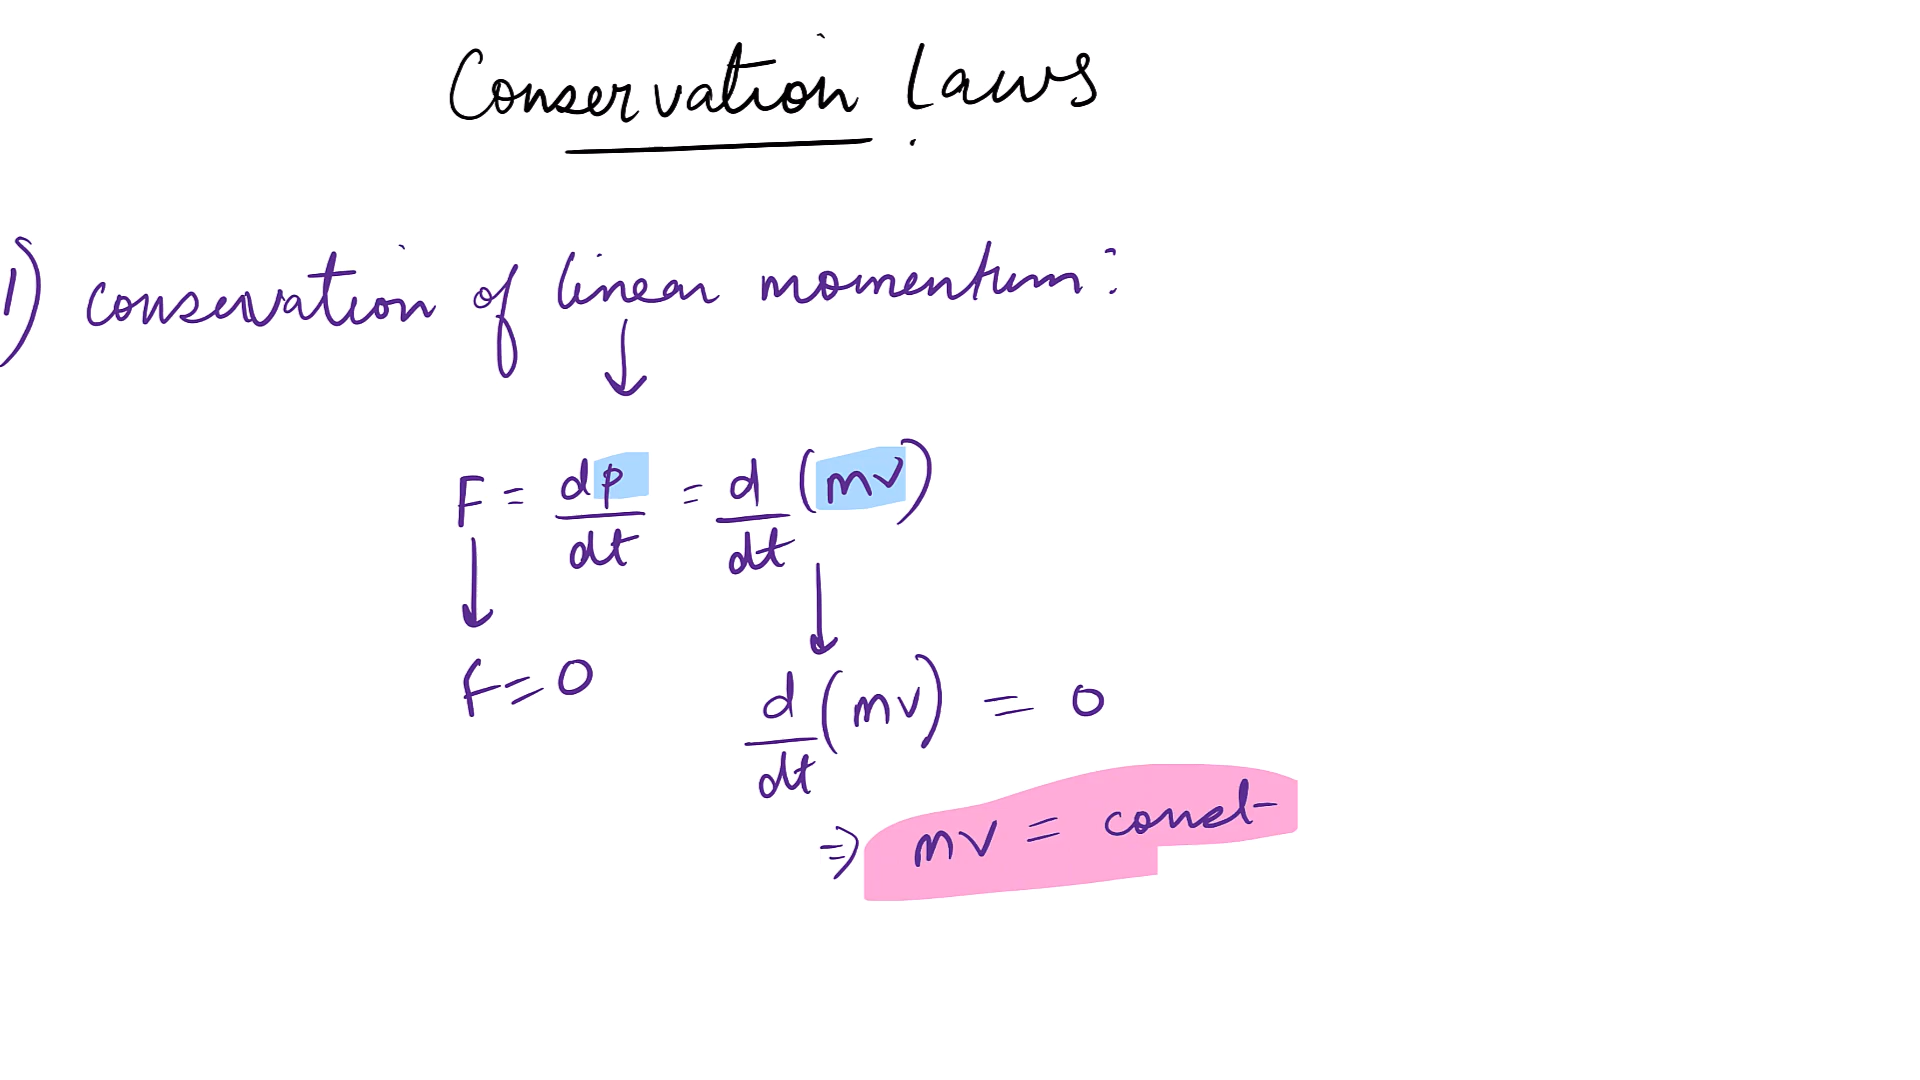 Conservation Laws
1) conservation of linear momentum:
F = dp/dt = d/dt (mv)
F = 0
d/dt (mv) = 0
⇒ mv = const